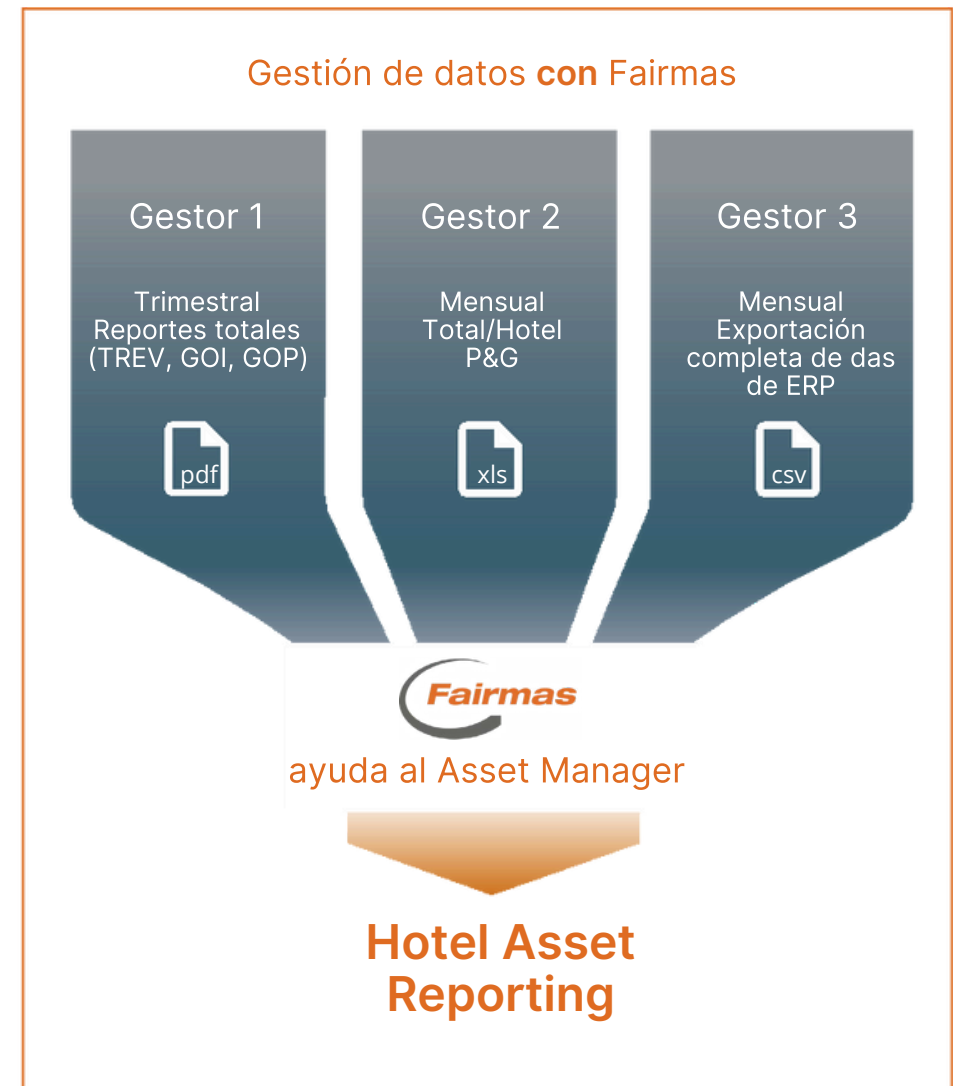 Gestión de datos con Fairmas
Gestor 1
Trimestral
Reportes totales
(TREV, GOI, GOP)
pdf
Gestor 2
Mensual
Total/Hotel
P&G
xls
Gestor 3
Mensual
Exportación
completa de das
de ERP
csv
Fairmas
ayuda al Asset Manager
Hotel Asset
Reporting